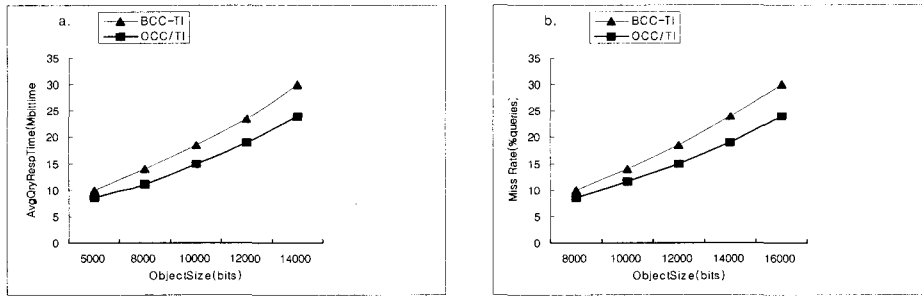 a.
BCC-TI
OCC/TI
AvgQryRespTime(Mbittime
35
30
25
20
15
10
5
0
5000 8000 10000 12000 14000
ObjectSize(bits)
b.
BCC-TI
OCC/TI
Miss Rate(%queries)
35
30
25
20
15
10
5
0
8000 10000 12000 14000 16000
ObjectSize(bits)